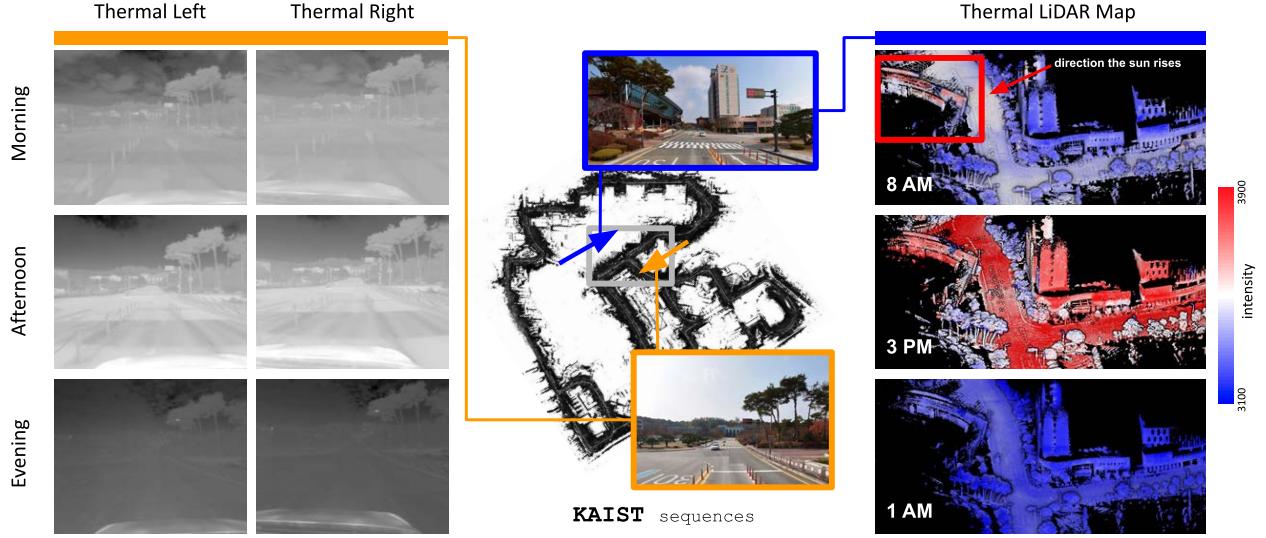 Thermal Left
Thermal Right
Thermal LiDAR Map
Morning
Afternoon
Evening
direction the sun rises
8 AM
3 PM
1 AM
3900
intensity
3100
KAIST sequences